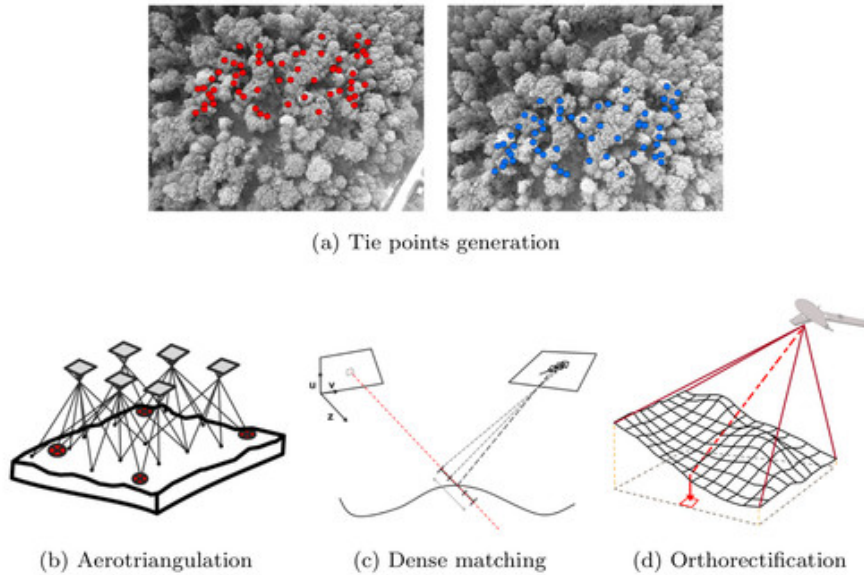 (a) Tie points generation
u
v
z
(b) Aerotriangulation
(c) Dense matching
(d) Orthorectification